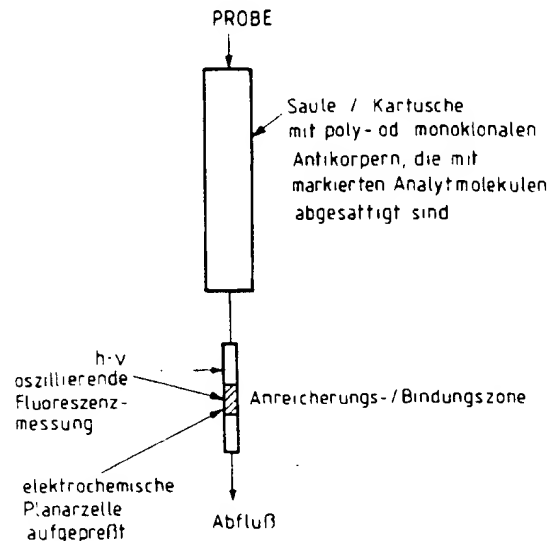 PROBE
Saule / Kartusche
mit poly- od monoklonalen
Antikorpern, die mit
markierten Analytmolekulen
abgesattigt sind
h·ν
oszillierende
Fluoreszenz-
messung
Anreicherungs-/Bindungszone
elektrochemische
Planarzelle
aufgepreßt
Abfluß